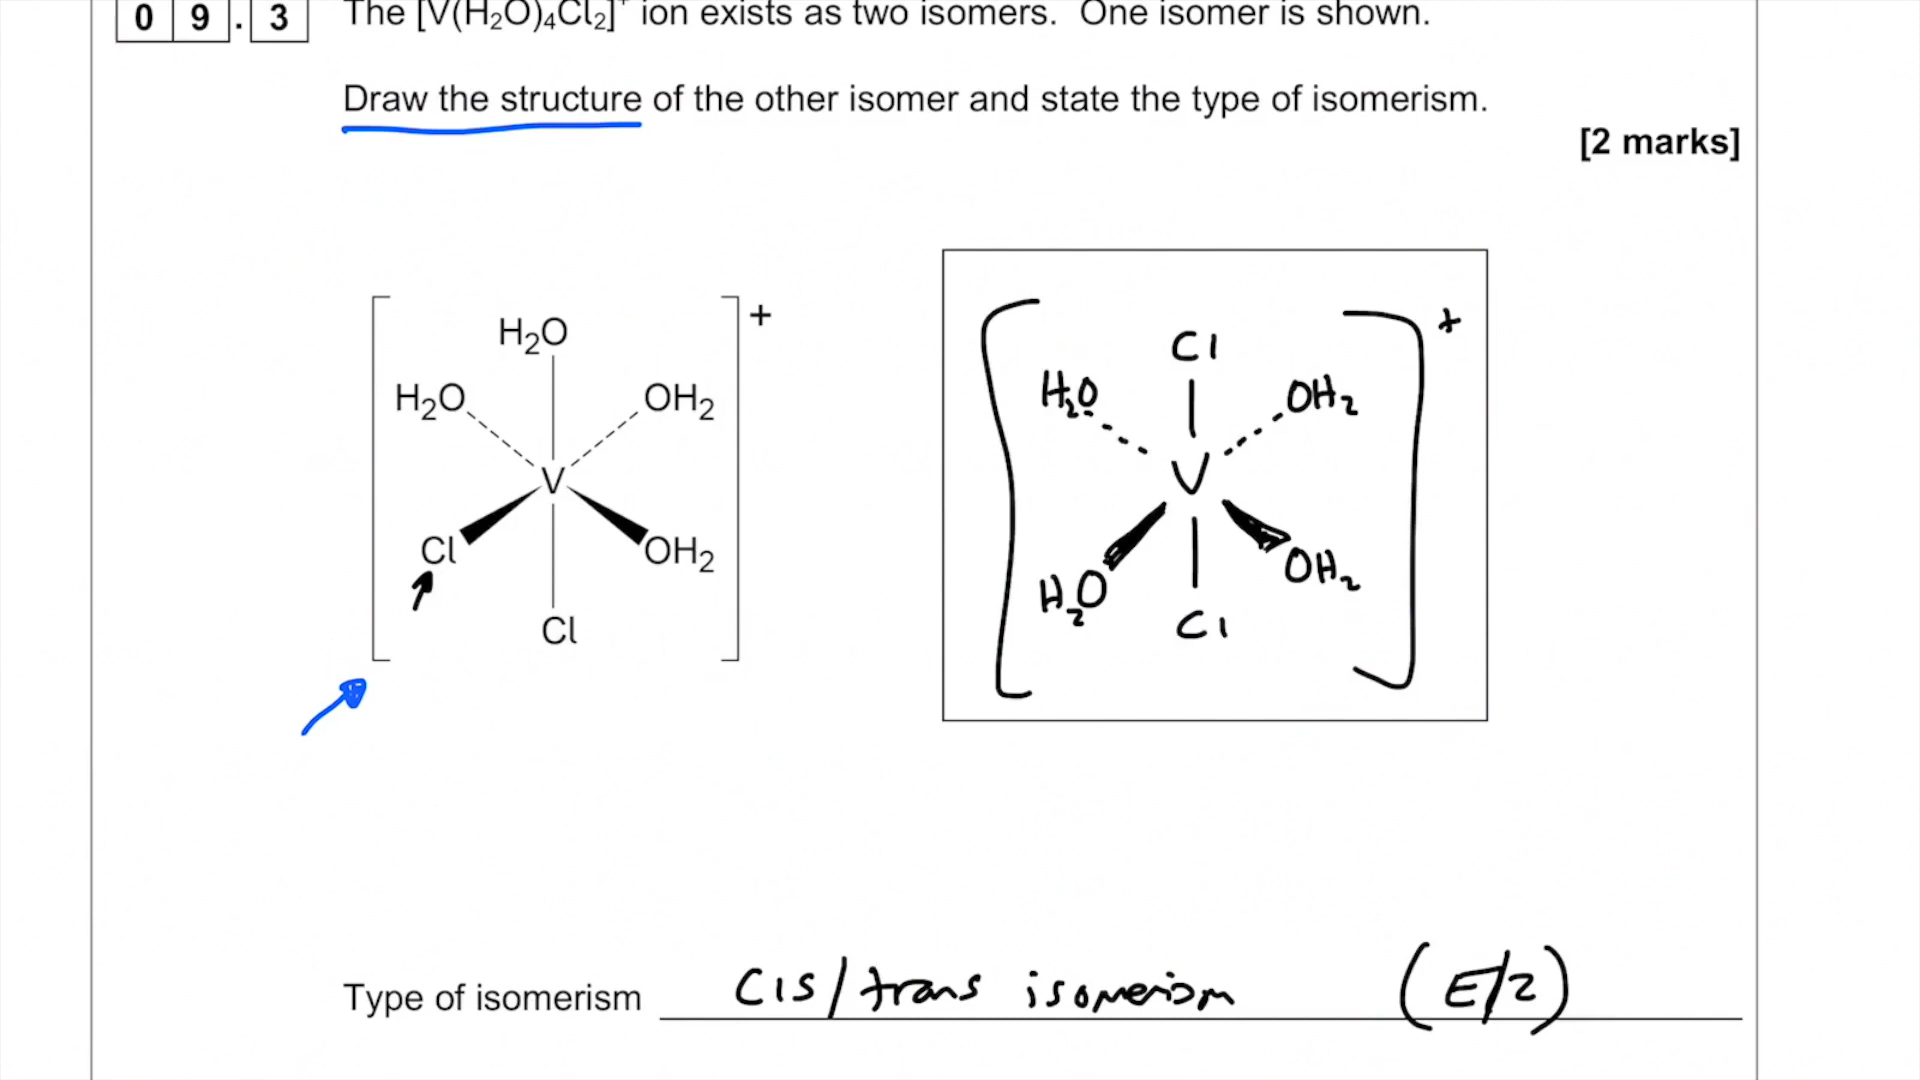 09.3 The [V(H₂O)₄Cl₂]⁺ ion exists as two isomers. One isomer is shown.
Draw the structure of the other isomer and state the type of isomerism.
[2 marks]
+
H₂O
H₂O OH₂
V
Cl OH₂
Cl
+
Cl
H₂O OH₂
V
H₂O OH₂
Cl
Type of isomerism cis/trans isomerism (E/Z)